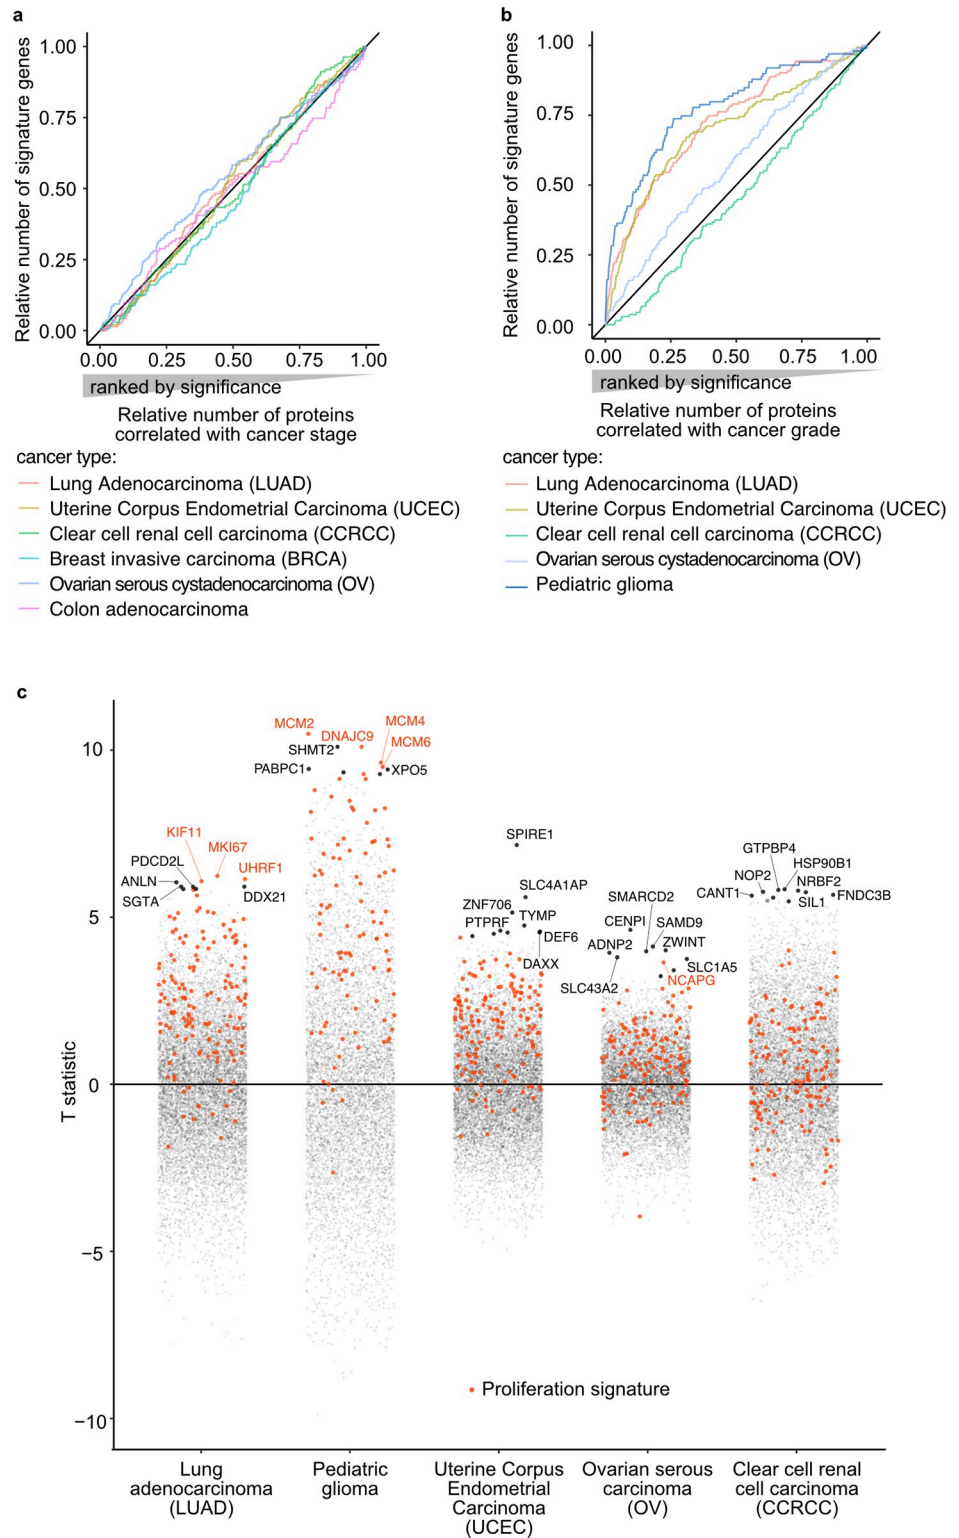 a
Relative number of signature genes
1.00
0.75
0.50
0.25
0.00
0.00 0.25 0.50 0.75 1.00
ranked by significance
Relative number of proteins
correlated with cancer stage
cancer type:
Lung Adenocarcinoma (LUAD)
Uterine Corpus Endometrial Carcinoma (UCEC)
Clear cell renal cell carcinoma (CCRCC)
Breast invasive carcinoma (BRCA)
Ovarian serous cystadenocarcinoma (OV)
Colon adenocarcinoma
b
Relative number of signature genes
1.00
0.75
0.50
0.25
0.00
0.00 0.25 0.50 0.75 1.00
ranked by significance
Relative number of proteins
correlated with cancer grade
cancer type:
Lung Adenocarcinoma (LUAD)
Uterine Corpus Endometrial Carcinoma (UCEC)
Clear cell renal cell carcinoma (CCRCC)
Ovarian serous cystadenocarcinoma (OV)
Pediatric glioma
c
T statistic
10
5
0
−5
−10
KIF11
MKI67
PDCD2L
UHRF1
ANLN
SGTA
DDX21
MCM2
MCM4
DNAJC9
MCM6
SHMT2
PABPC1
XPO5
SPIRE1
SLC4A1AP
ZNF706
TYMP
PTPRF
DEF6
DAXX
SMARCD2
CENPI
SAMD9
ADNP2
ZWINT
SLC1A5
NCAPG
SLC43A2
GTPBP4
HSP90B1
NOP2
NRBF2
CANT1
FNDC3B
SIL1
Proliferation signature
Lung
adenocarcinoma
(LUAD)
Pediatric
glioma
Uterine Corpus
Endometrial
Carcinoma
(UCEC)
Ovarian serous
carcinoma
(OV)
Clear cell renal
cell carcinoma
(CCRCC)